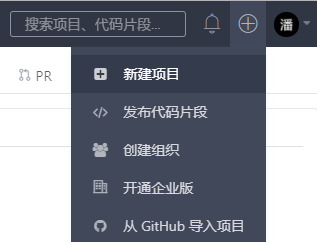 搜索项目、代码片段...
潘
PR
新建项目
发布代码片段
创建组织
开通企业版
从 GitHub 导入项目